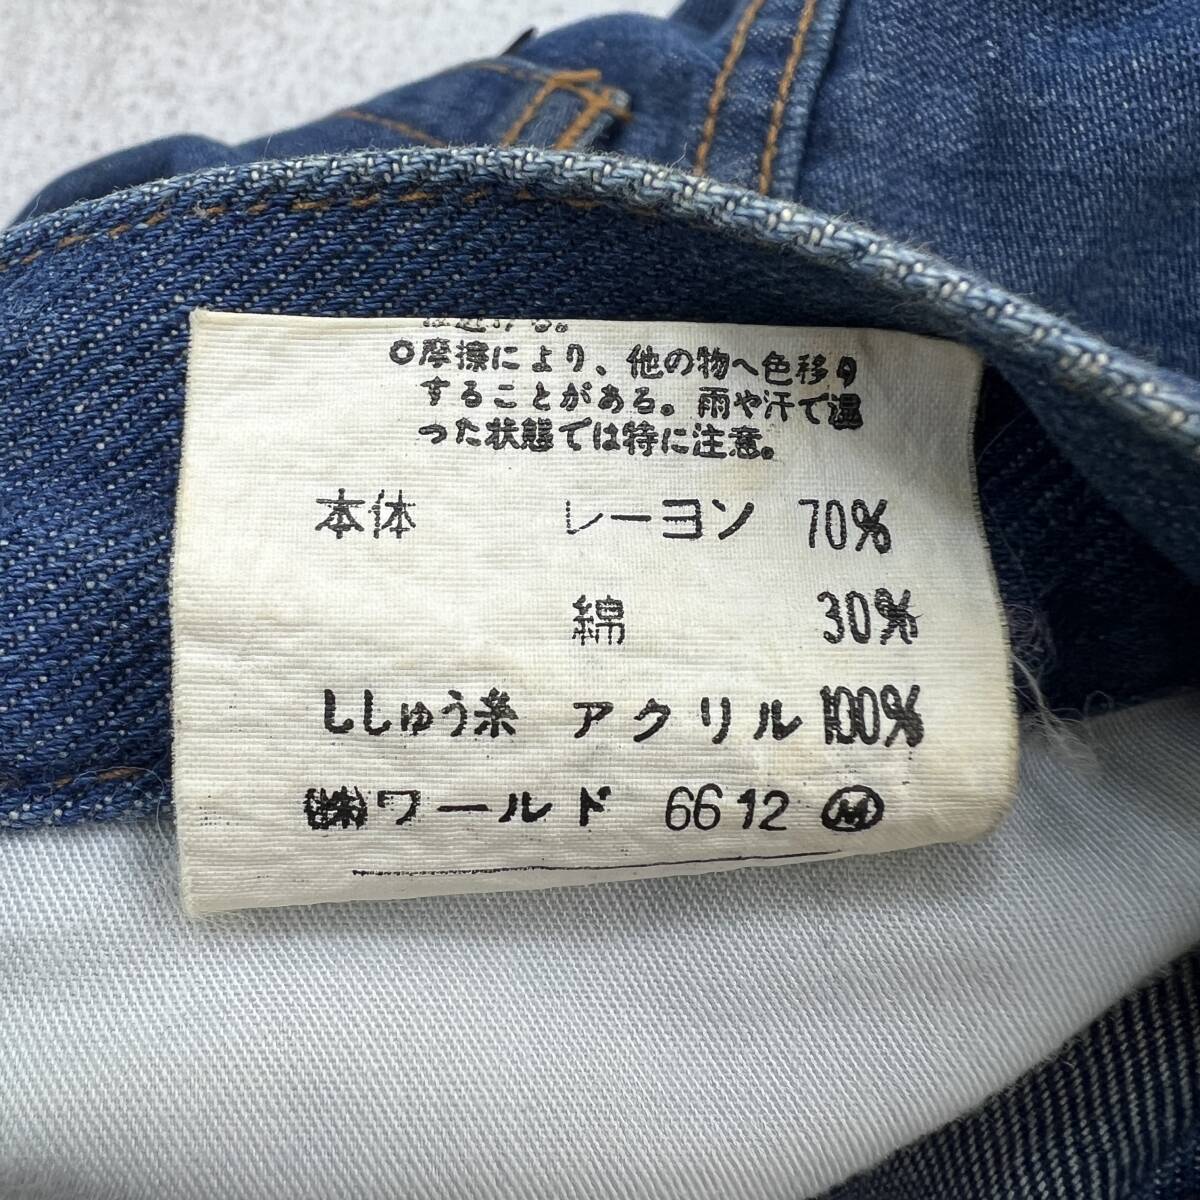 ける。
○摩擦により、他の物へ色移り
することがある。雨や汗で湿
った状態では特に注意。
本体 レーヨン 70%
綿 30%
ししゅう糸 アクリル 100%
㈱ワールド 6612 Ⓜ